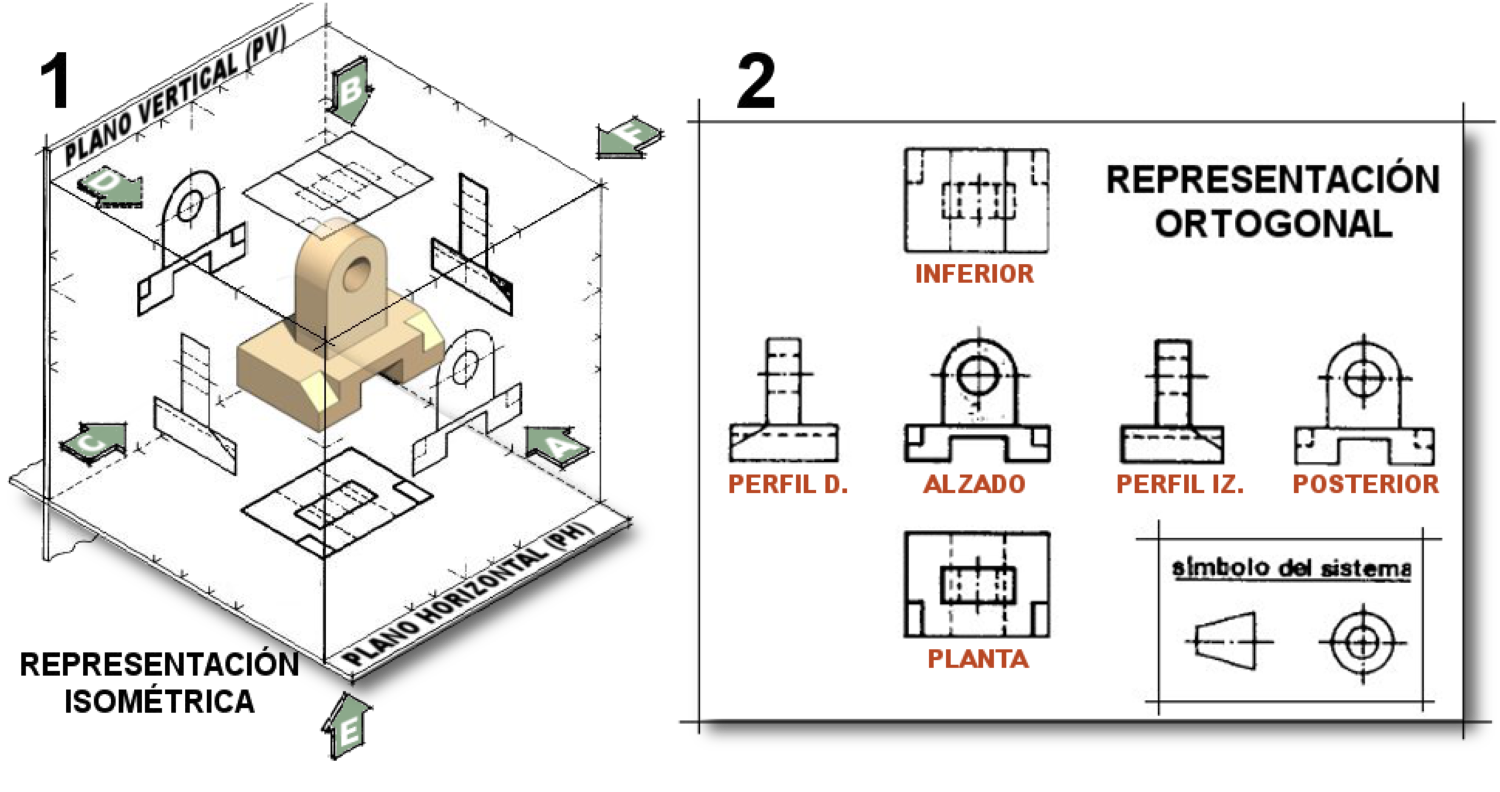 1
PLANO VERTICAL (PV)
B
F
D
C
A
PLANO HORIZONTAL (PH)
REPRESENTACIÓN
ISOMÉTRICA
E
2
REPRESENTACIÓN
ORTOGONAL
INFERIOR
PERFIL D.
ALZADO
PERFIL IZ.
POSTERIOR
PLANTA
símbolo del sistema